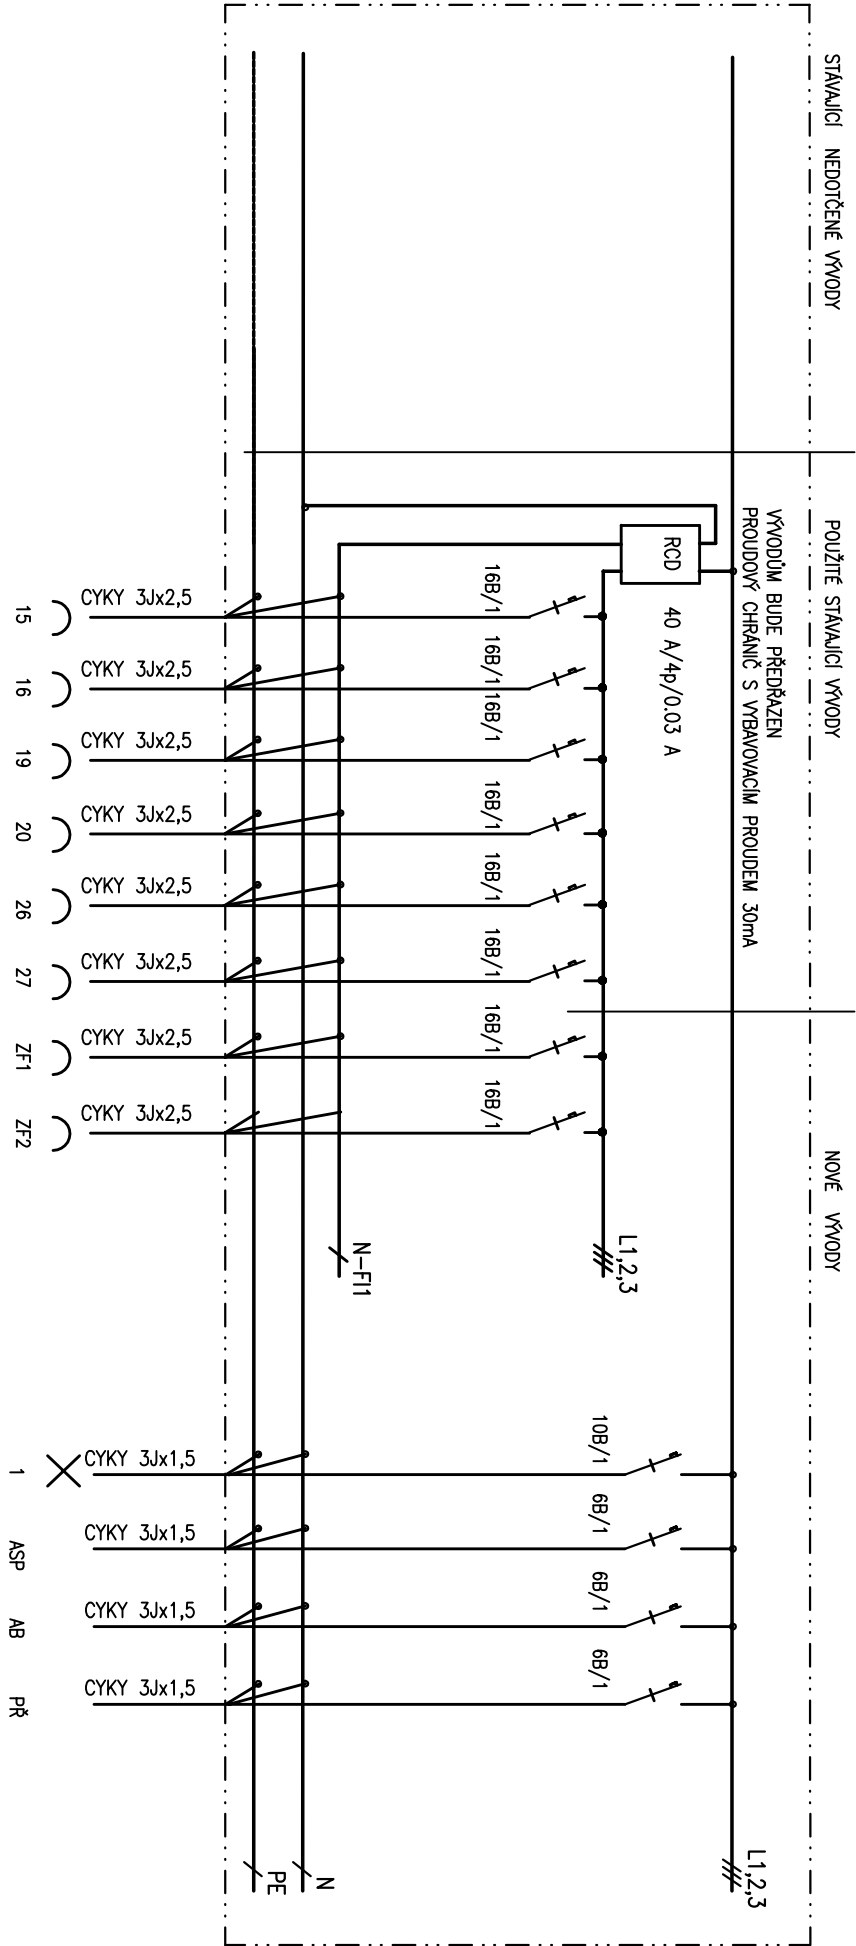 STÁVAJÍCÍ NEDOTČENÉ VÝVODY
POUŽITÉ STÁVAJÍCÍ VÝVODY
NOVÉ VÝVODY
VÝVODŮM BUDE PŘEDŘAZEN
PROUDOVÝ CHRÁNIČ S VYBAVOVACÍM PROUDEM 30mA
RCD
40 A/4p/0.03 A
L1,2,3
L1,2,3
N-FI1
N
PE
16B/1
16B/1
16B/1
16B/1
16B/1
16B/1
16B/1
16B/1
10B/1
6B/1
6B/1
6B/1
CYKY 3Jx2,5
CYKY 3Jx2,5
CYKY 3Jx2,5
CYKY 3Jx2,5
CYKY 3Jx2,5
CYKY 3Jx2,5
CYKY 3Jx2,5
CYKY 3Jx2,5
CYKY 3Jx1,5
CYKY 3Jx1,5
CYKY 3Jx1,5
CYKY 3Jx1,5
15
16
19
20
26
27
ZF1
ZF2
1
ASP
AB
PŘ